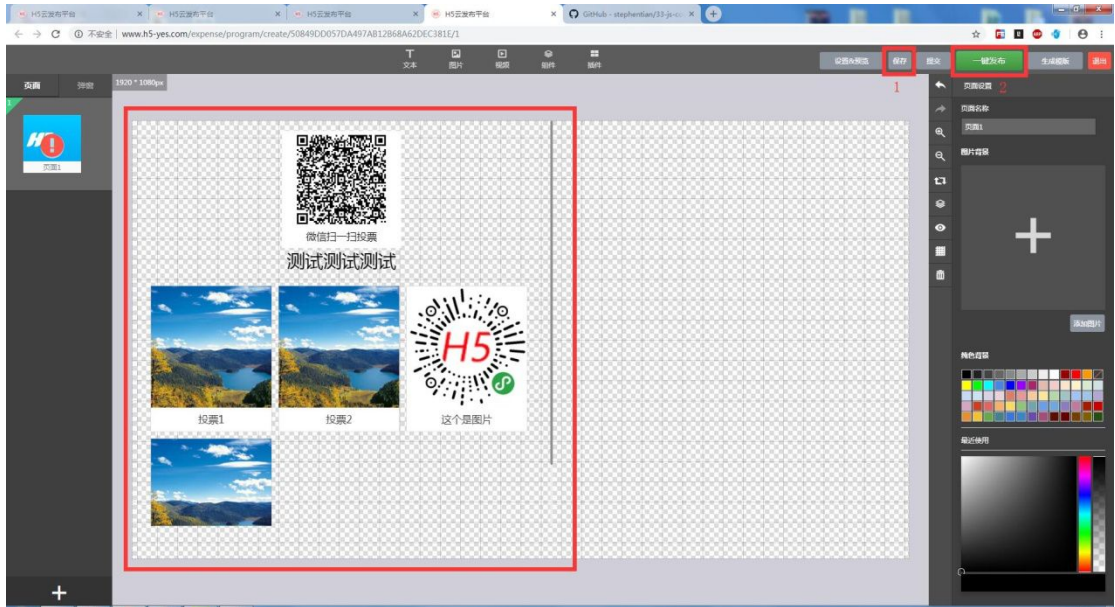 H5云发布平台
H5云发布平台
H5云发布平台
H5云发布平台
GitHub - stephentian/33-js-co
不安全 | www.h5-yes.com/expense/program/create/50849DD057DA497AB12B68A62DEC381E/1
T
文本
图片
视频
组件
插件
设置&预览
保存
提交
一键发布
生成模版
退出
1
2
页面
弹窗
1920 * 1080px
页面设置
1
H5
页面1
页面名称
页面1
图片背景
添加图片
纯色背景
最近使用
微信扫一扫投票
测试测试测试
H5
投票1
投票2
这个是图片